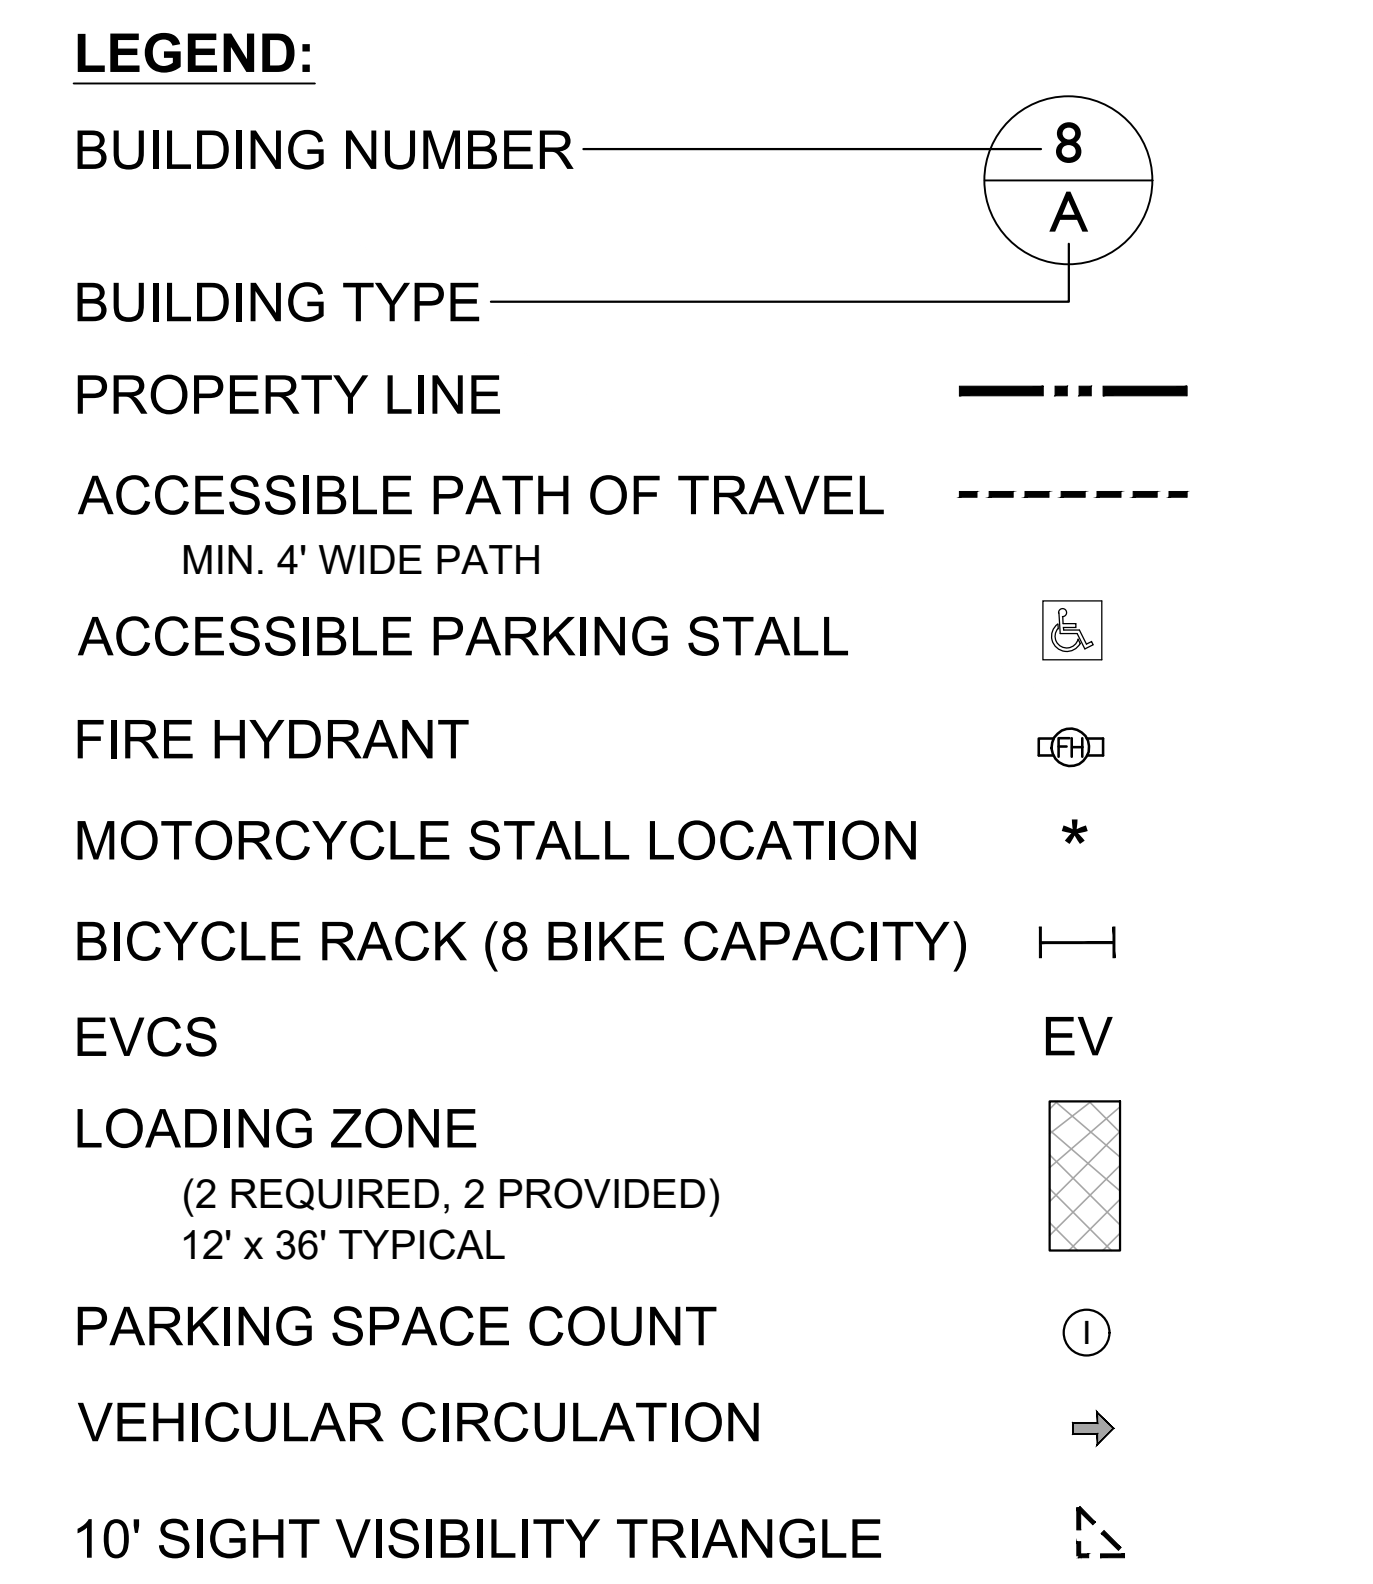 LEGEND:
BUILDING NUMBER
8
A
BUILDING TYPE
PROPERTY LINE
ACCESSIBLE PATH OF TRAVEL
MIN. 4' WIDE PATH
ACCESSIBLE PARKING STALL
FIRE HYDRANT FH
MOTORCYCLE STALL LOCATION *
BICYCLE RACK (8 BIKE CAPACITY)
EVCS EV
LOADING ZONE
(2 REQUIRED, 2 PROVIDED)
12' x 36' TYPICAL
PARKING SPACE COUNT I
VEHICULAR CIRCULATION
10' SIGHT VISIBILITY TRIANGLE